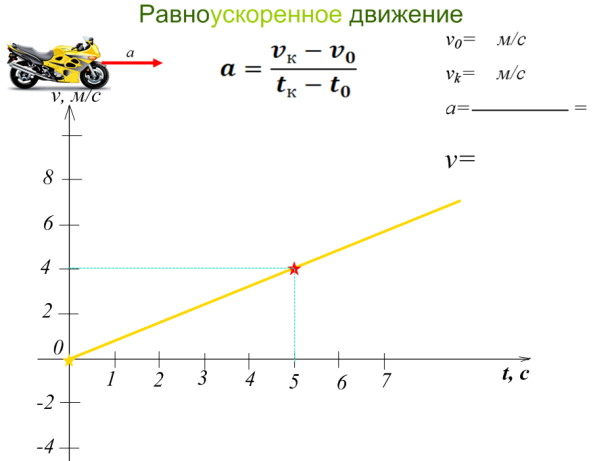 Равноускоренное движение
a
a = (vк − v0) / (tк − t0)
v0=    м/с
vk=    м/с
a=__________ =
v=
v, м/с
8
6
4
2
0
-2
-4
1 2 3 4 5 6 7
t, с